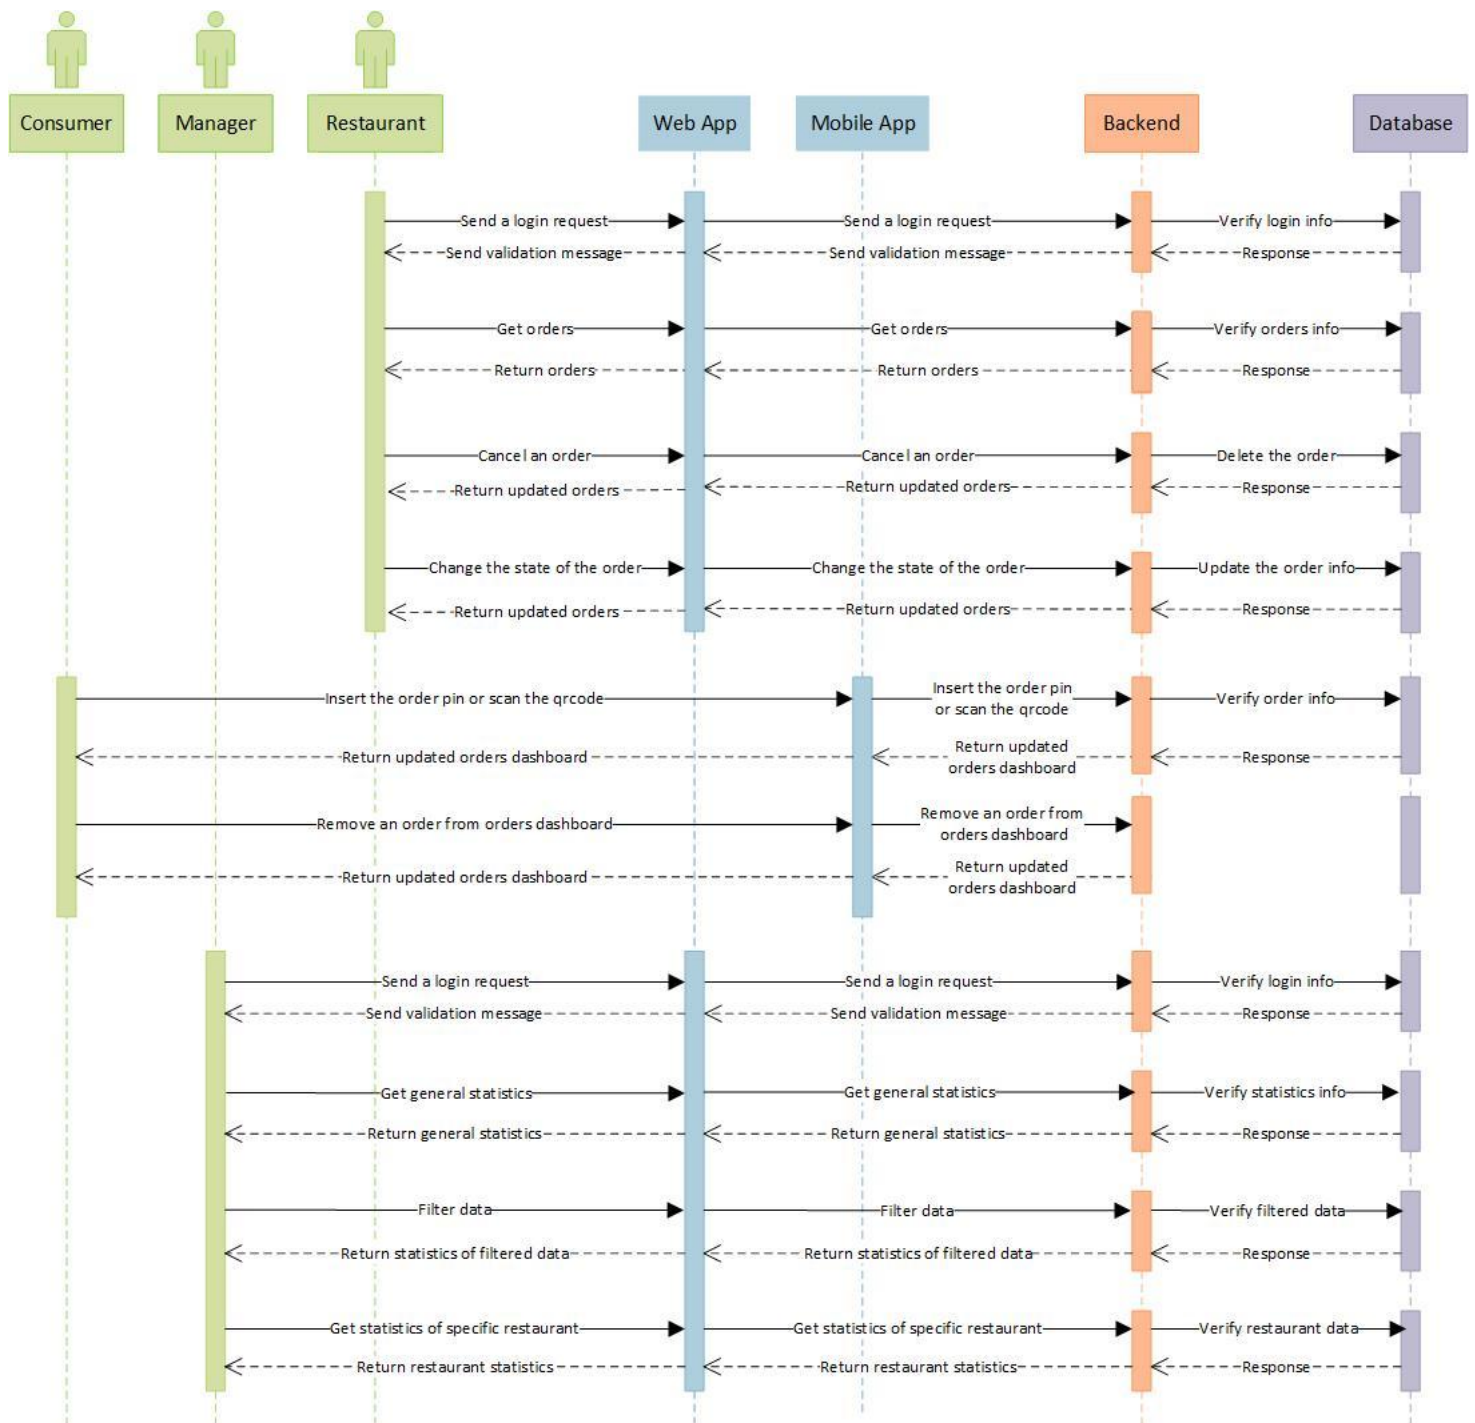 Consumer
Manager
Restaurant
Web App
Mobile App
Backend
Database
Send a login request
Send a login request
Verify login info
Send validation message
Send validation message
Response
Get orders
Get orders
Verify orders info
Return orders
Return orders
Response
Cancel an order
Cancel an order
Delete the order
Return updated orders
Return updated orders
Response
Change the state of the order
Change the state of the order
Update the order info
Return updated orders
Return updated orders
Response
Insert the order pin or scan the qrcode
Insert the order pin
or scan the qrcode
Verify order info
Return updated orders dashboard
Return updated
orders dashboard
Response
Remove an order from orders dashboard
Remove an order from
orders dashboard
Return updated orders dashboard
Return updated
orders dashboard
Send a login request
Send a login request
Verify login info
Send validation message
Send validation message
Response
Get general statistics
Get general statistics
Verify statistics info
Return general statistics
Return general statistics
Response
Filter data
Filter data
Verify filtered data
Return statistics of filtered data
Return statistics of filtered data
Response
Get statistics of specific restaurant
Get statistics of specific restaurant
Verify restaurant data
Return restaurant statistics
Return restaurant statistics
Response